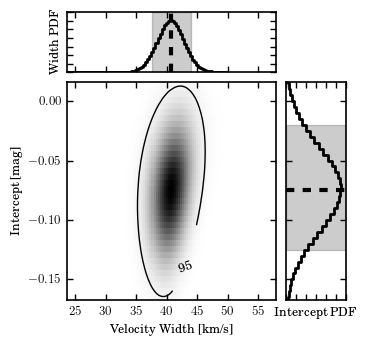 Width PDF
0.00
−0.05
−0.10
−0.15
Intercept [mag]
95
25 30 35 40 45 50 55
Velocity Width [km/s]
Intercept PDF